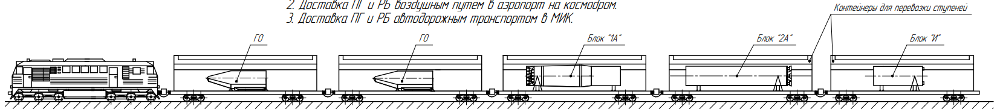 2. Доставка ПГ и РБ воздушным путем в аэропорт на космодром.
3. Доставка ПГ и РБ автодорожным транспортом в МИК.
Контейнеры для перевозки ступеней
ГО
ГО
Блок "1А"
Блок "2А"
Блок "И"